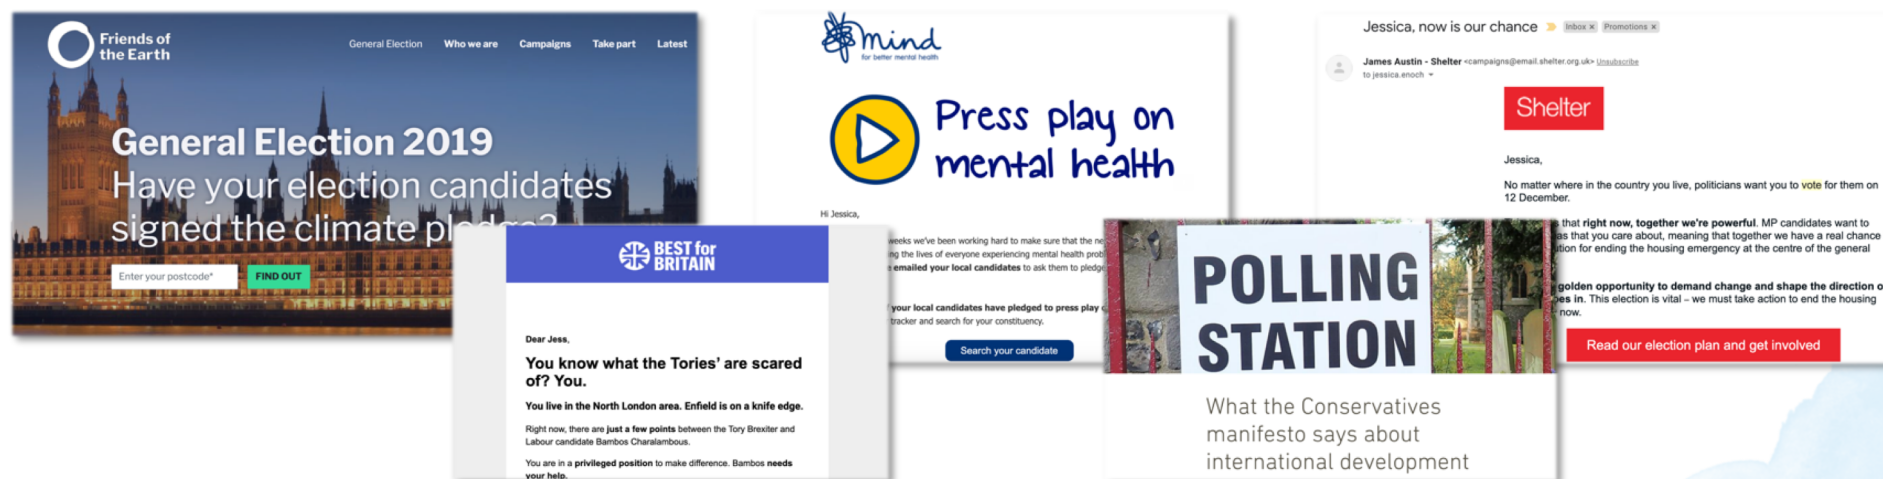 Friends of
the Earth
General Election
Who we are
Campaigns
Take part
Latest
General Election 2019
Have your election candidates
signed the climate pledge?
Enter your postcode*
FIND OUT
BEST for
BRITAIN
Dear Jess,
You know what the Tories' are scared
of? You.
You live in the North London area. Enfield is on a knife edge.
Right now, there are just a few points between the Tory Brexiter and
Labour candidate Bambos Charalambous.
You are in a privileged position to make difference. Bambos needs
your help.
mind
for better mental health
Press play on
mental health
Hi Jessica,
weeks we've been working hard to make sure that the
the lives of everyone experiencing mental health
emailed your local candidates to ask them to pledge
your local candidates have pledged to press play
tracker and search for your constituency.
Search your candidate
POLLING
STATION
What the Conservatives
manifesto says about
international development
Jessica, now is our chance
Inbox x
Promotions x
James Austin - Shelter <campaigns@email.shelter.org.uk> Unsubscribe
to jessica.enoch
Shelter
Jessica,
No matter where in the country you live, politicians want you to vote for them on
12 December.
that right now, together we're powerful. MP candidates want to
that you care about, meaning that together we have a real chance
for ending the housing emergency at the centre of the general
golden opportunity to demand change and shape the direction
in. This election is vital – we must take action to end the housing
now.
Read our election plan and get involved